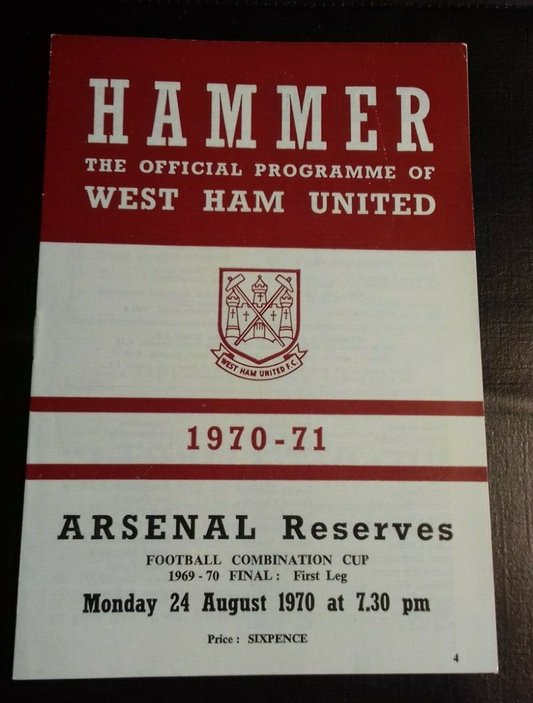 HAMMER
THE OFFICIAL PROGRAMME OF
WEST HAM UNITED
WEST HAM UNITED F.C.
1970-71
ARSENAL Reserves
FOOTBALL COMBINATION CUP
1969-70 FINAL: First Leg
Monday 24 August 1970 at 7.30 pm
Price: SIXPENCE
4